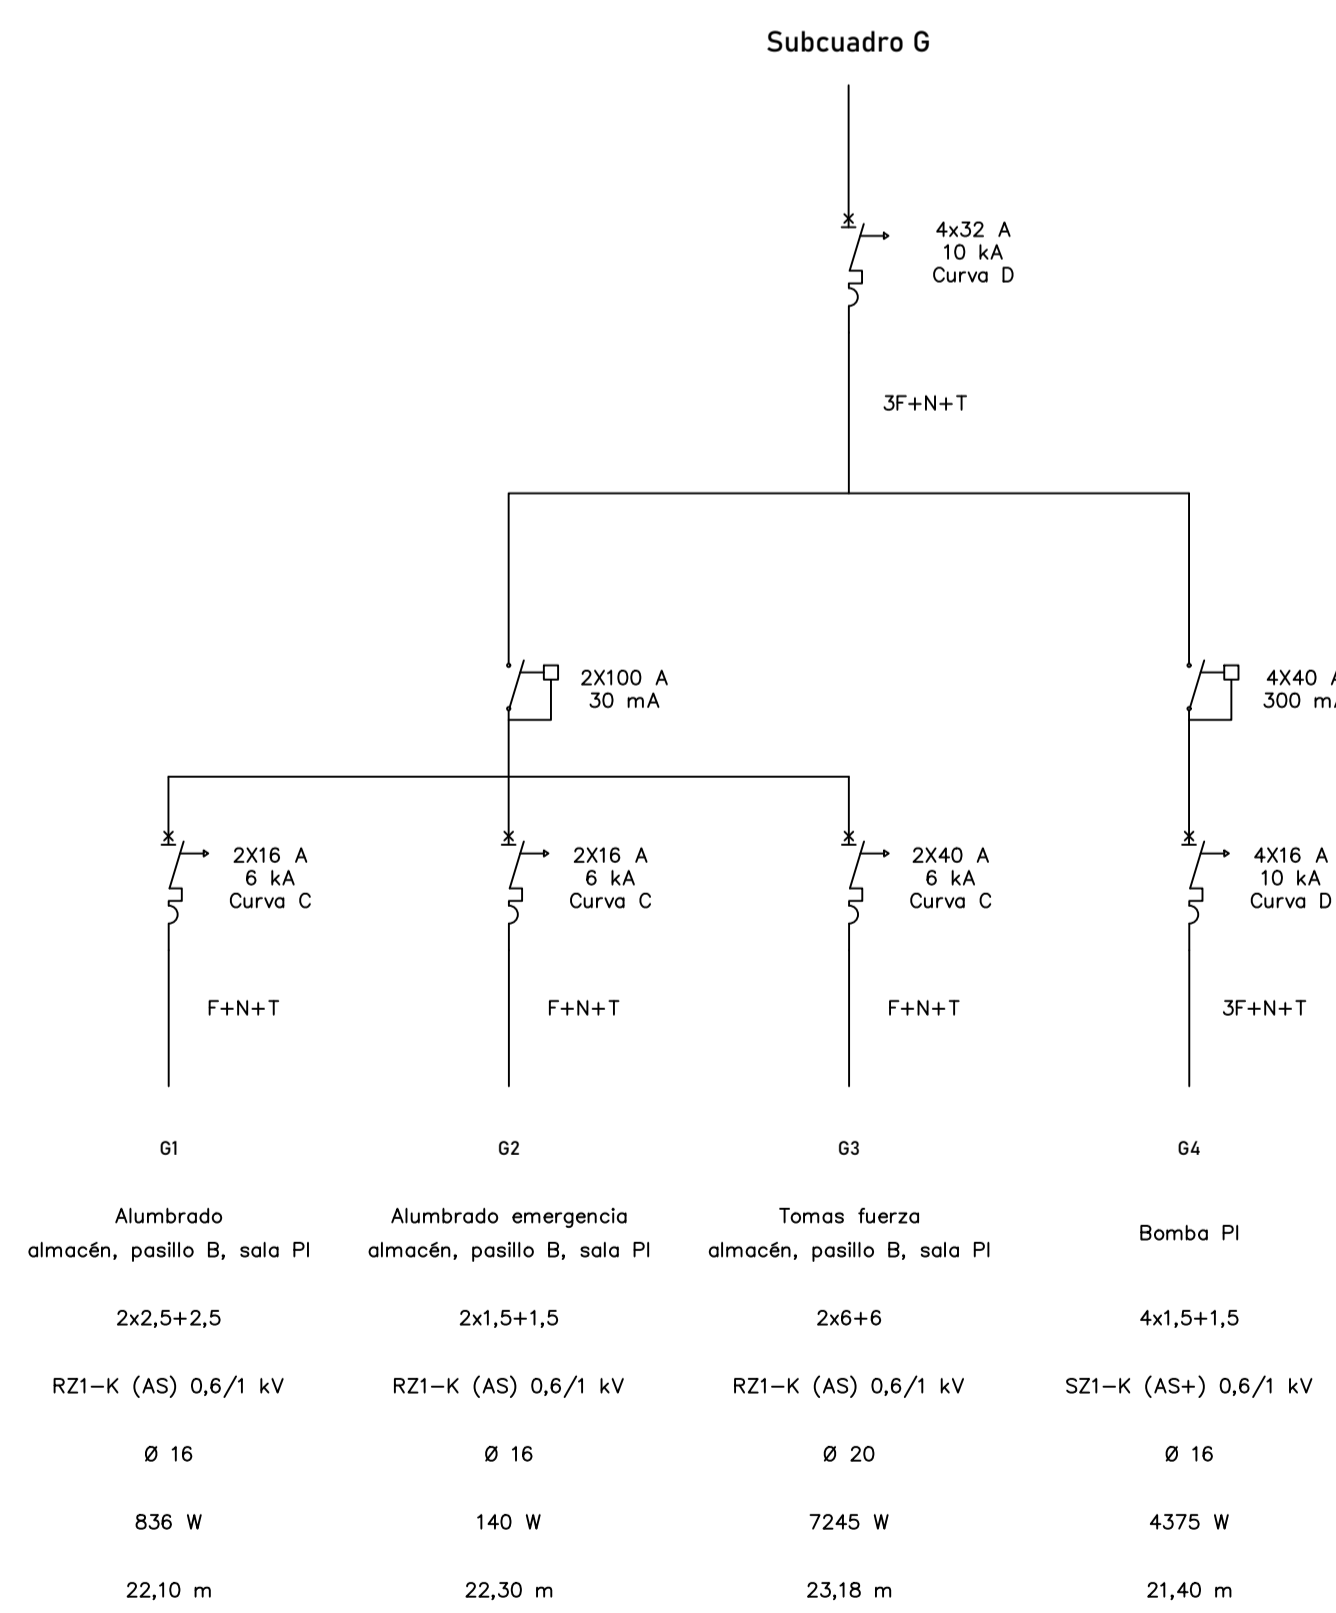 Subcuadro G
4x32 A
10 kA
Curva D
3F+N+T
2X100 A
30 mA
4X40 A
300 mA
2X16 A
6 kA
Curva C
2X16 A
6 kA
Curva C
2X40 A
6 kA
Curva C
4X16 A
10 kA
Curva D
F+N+T
F+N+T
F+N+T
3F+N+T
G1
G2
G3
G4
Alumbrado
almacén, pasillo B, sala PI
Alumbrado emergencia
almacén, pasillo B, sala PI
Tomas fuerza
almacén, pasillo B, sala PI
Bomba PI
2x2,5+2,5
2x1,5+1,5
2x6+6
4x1,5+1,5
RZ1-K (AS) 0,6/1 kV
RZ1-K (AS) 0,6/1 kV
RZ1-K (AS) 0,6/1 kV
SZ1-K (AS+) 0,6/1 kV
Ø 16
Ø 16
Ø 20
Ø 16
836 W
140 W
7245 W
4375 W
22,10 m
22,30 m
23,18 m
21,40 m